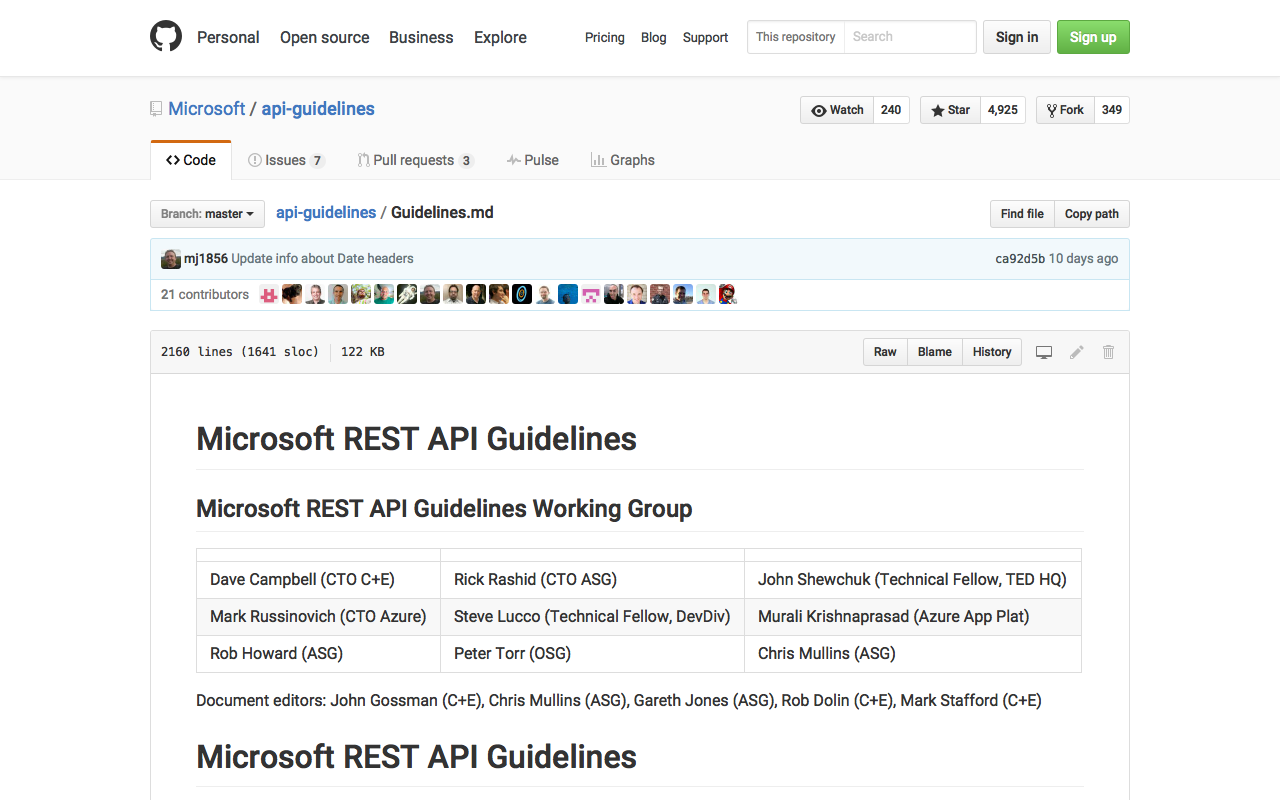 Personal Open source Business Explore Pricing Blog Support This repository Search Sign in Sign up
Microsoft / api-guidelines Watch 240 Star 4,925 Fork 349
<> Code Issues 7 Pull requests 3 Pulse Graphs
Branch: master api-guidelines / Guidelines.md Find file Copy path
mj1856 Update info about Date headers ca92d5b 10 days ago
21 contributors
2160 lines (1641 sloc) 122 KB Raw Blame History
Microsoft REST API Guidelines
Microsoft REST API Guidelines Working Group
Dave Campbell (CTO C+E) Rick Rashid (CTO ASG) John Shewchuk (Technical Fellow, TED HQ)
Mark Russinovich (CTO Azure) Steve Lucco (Technical Fellow, DevDiv) Murali Krishnaprasad (Azure App Plat)
Rob Howard (ASG) Peter Torr (OSG) Chris Mullins (ASG)
Document editors: John Gossman (C+E), Chris Mullins (ASG), Gareth Jones (ASG), Rob Dolin (C+E), Mark Stafford (C+E)
Microsoft REST API Guidelines